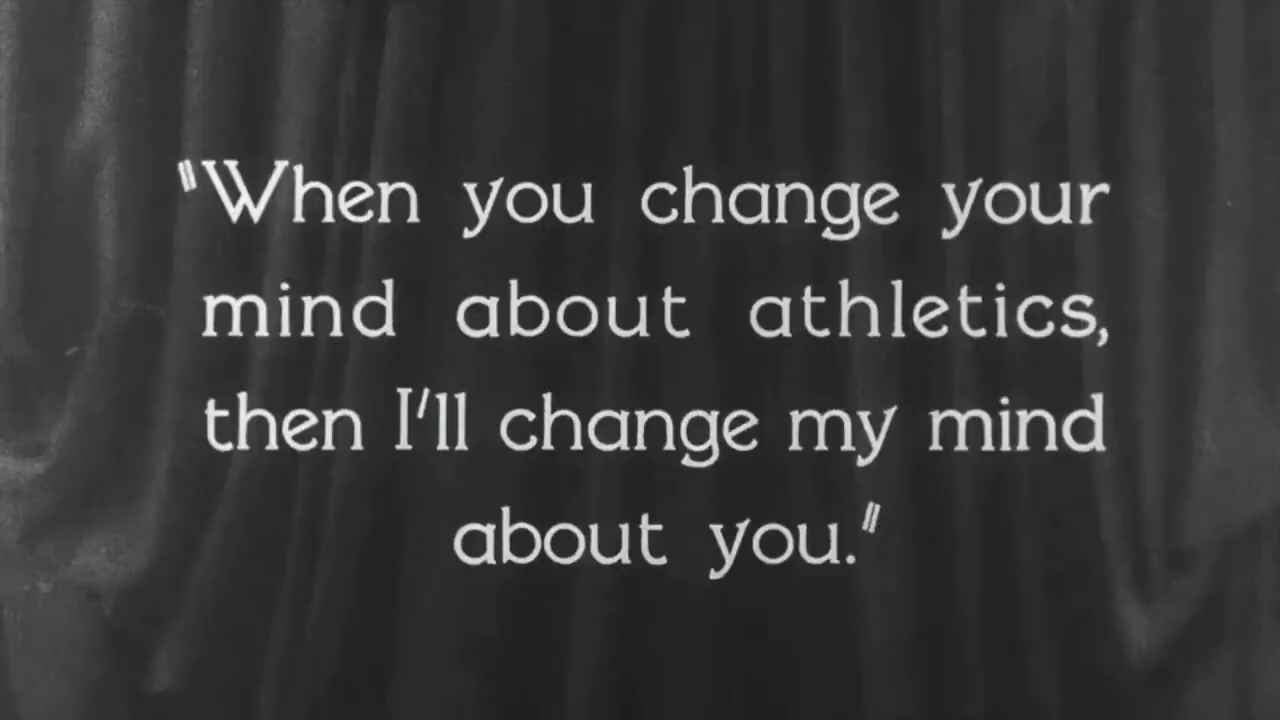 "When you change your
mind about athletics,
then I'll change my mind
about you."